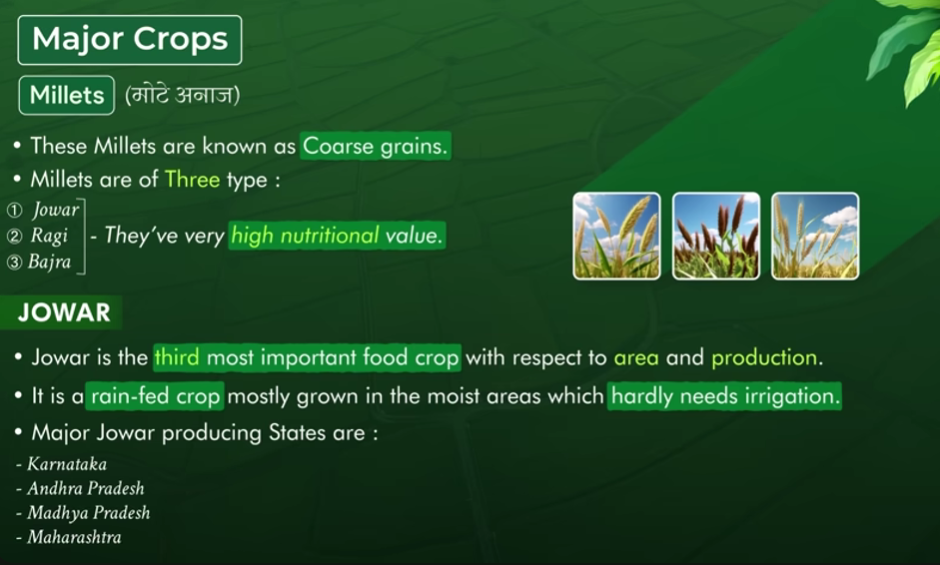 Major Crops
Millets (मोटे अनाज)
• These Millets are known as Coarse grains.
• Millets are of Three type :
① Jowar
② Ragi - They've very high nutritional value.
③ Bajra
JOWAR
• Jowar is the third most important food crop with respect to area and production.
• It is a rain-fed crop mostly grown in the moist areas which hardly needs irrigation.
• Major Jowar producing States are :
- Karnataka
- Andhra Pradesh
- Madhya Pradesh
- Maharashtra